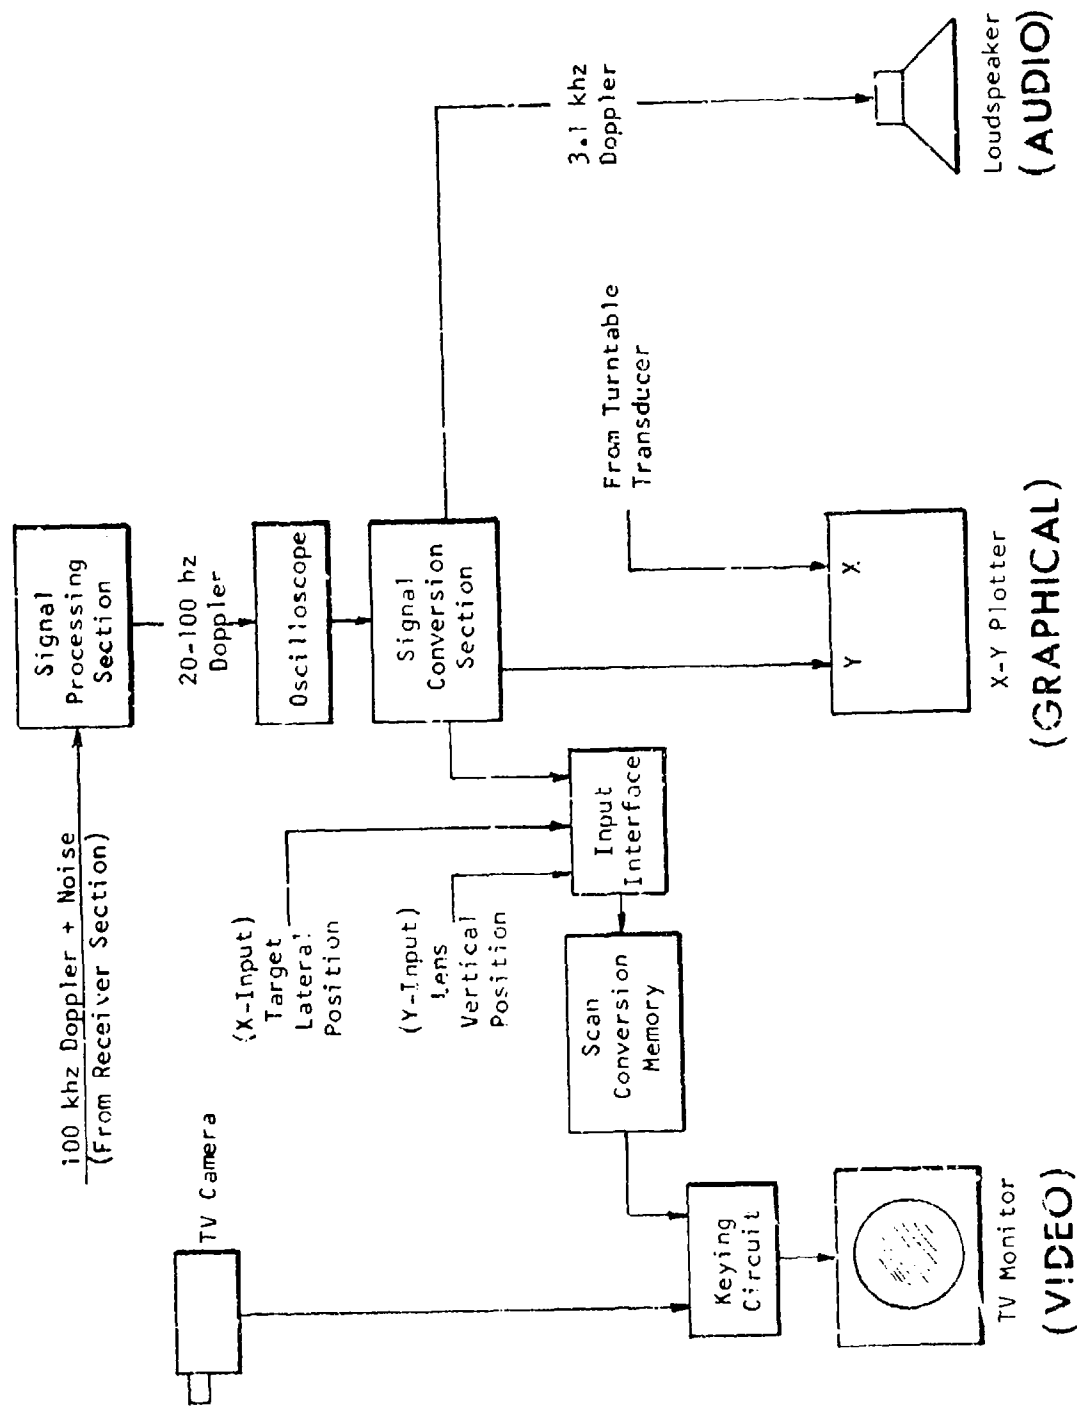 100 khz Doppler + Noise
(From Receiver Section)
Signal
Processing
Section
20-100 hz
Doppler
Oscilloscope
Signal
Conversion
Section
3.1 khz
Doppler
Loudspeaker
(AUDIO)
From Turntable
Transducer
Y
X
X-Y Plotter
(GRAPHICAL)
(X-Input)
Target
Lateral
Position
(Y-Input)
Lens
Vertical
Position
Input
Interface
Scan
Conversion
Memory
TV Camera
Keying
Circuit
TV Monitor
(VIDEO)